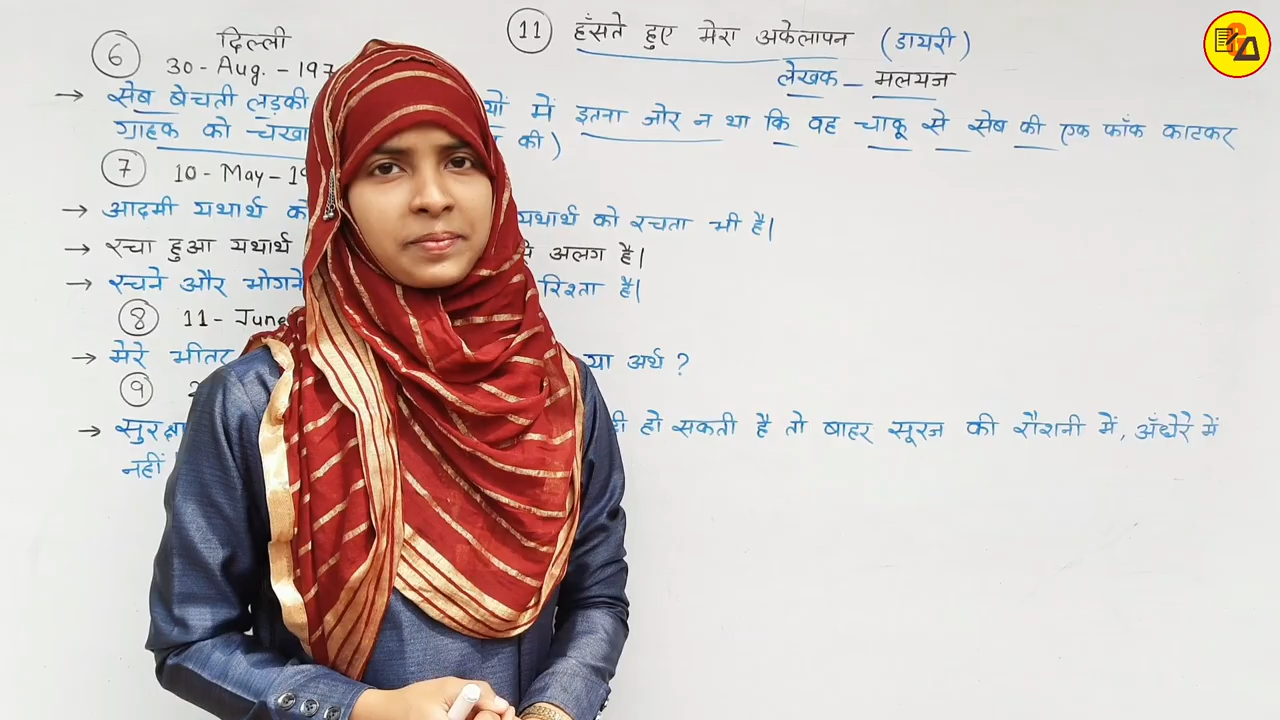 ⑪ हँसते हुए मेरा अकेलापन (डायरी)
लेखक – मलयज
⑥ दिल्ली
30 - Aug. - 197
→ सेब बेचती लड़की में इतना जोर न था कि वह चाकू से सेब की एक फाँक काटकर
ग्राहक को चखा की)
⑦ 10 - May - 19
→ आदमी यथार्थ को यथार्थ को रचता भी है।
→ रचा हुआ यथार्थ अलग है।
→ रचने और भोगने रिश्ता है।
⑧ 11 - June
→ मेरे भीतर या अर्थ ?
⑨ 2
→ सुरक्षा हो सकती है तो बाहर सूरज की रौशनी में, अँधेरे में
नहीं